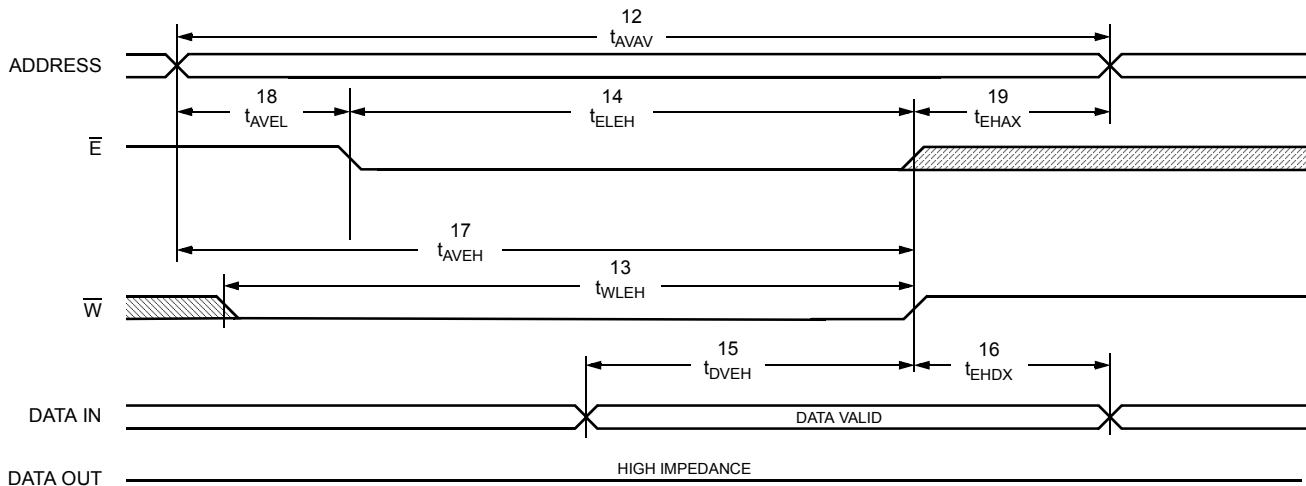 12
tAVAV
ADDRESS
18
tAVEL
14
tELEH
19
tEHAX
E̅
17
tAVEH
13
tWLEH
W̅
15
tDVEH
16
tEHDX
DATA IN
DATA VALID
DATA OUT
HIGH IMPEDANCE